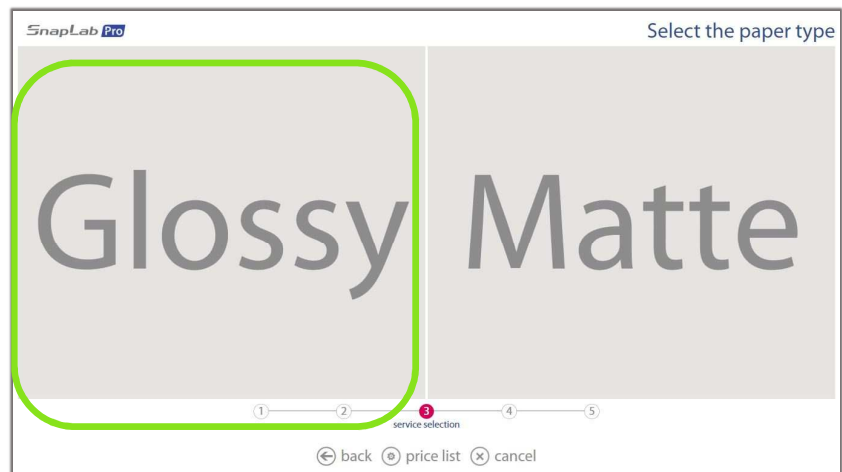 SnapLab Pro
Select the paper type
Glossy
Matte
1 2 3 4 5
service selection
back price list cancel